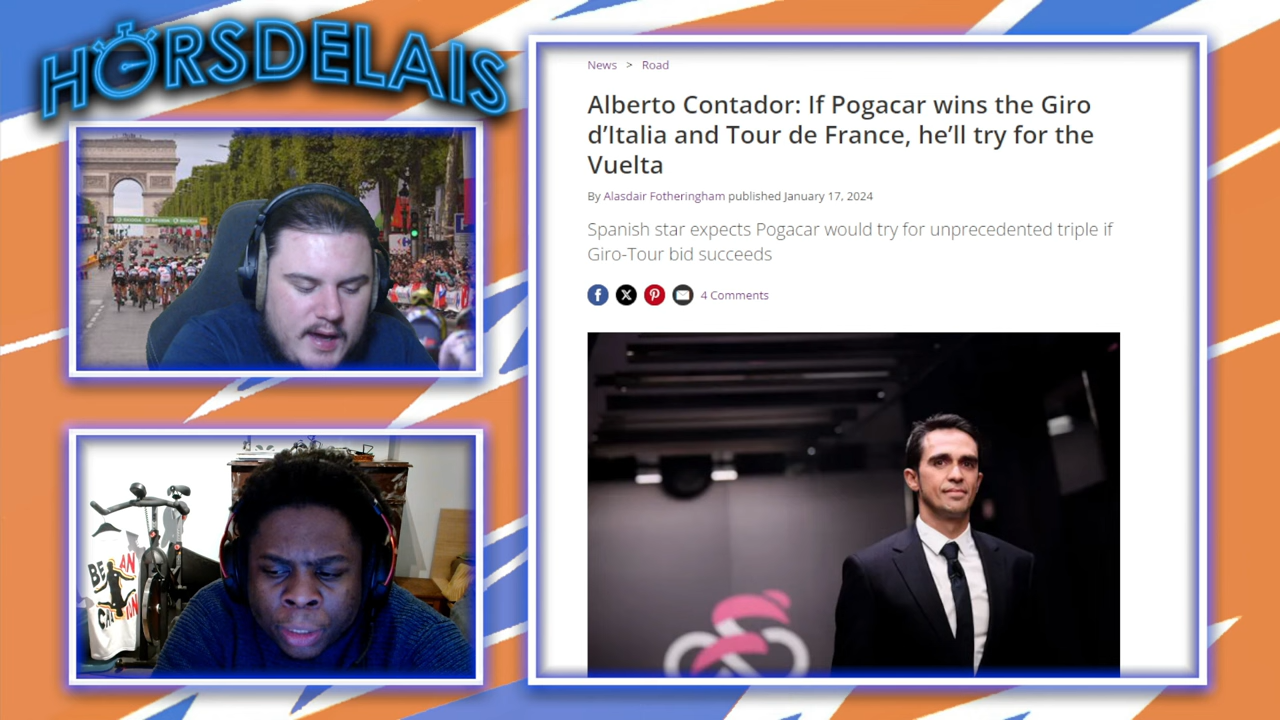 HORSDELAIS
News > Road
Alberto Contador: If Pogacar wins the Giro
d’Italia and Tour de France, he’ll try for the
Vuelta
By Alasdair Fotheringham published January 17, 2024
Spanish star expects Pogacar would try for unprecedented triple if
Giro-Tour bid succeeds
4 Comments